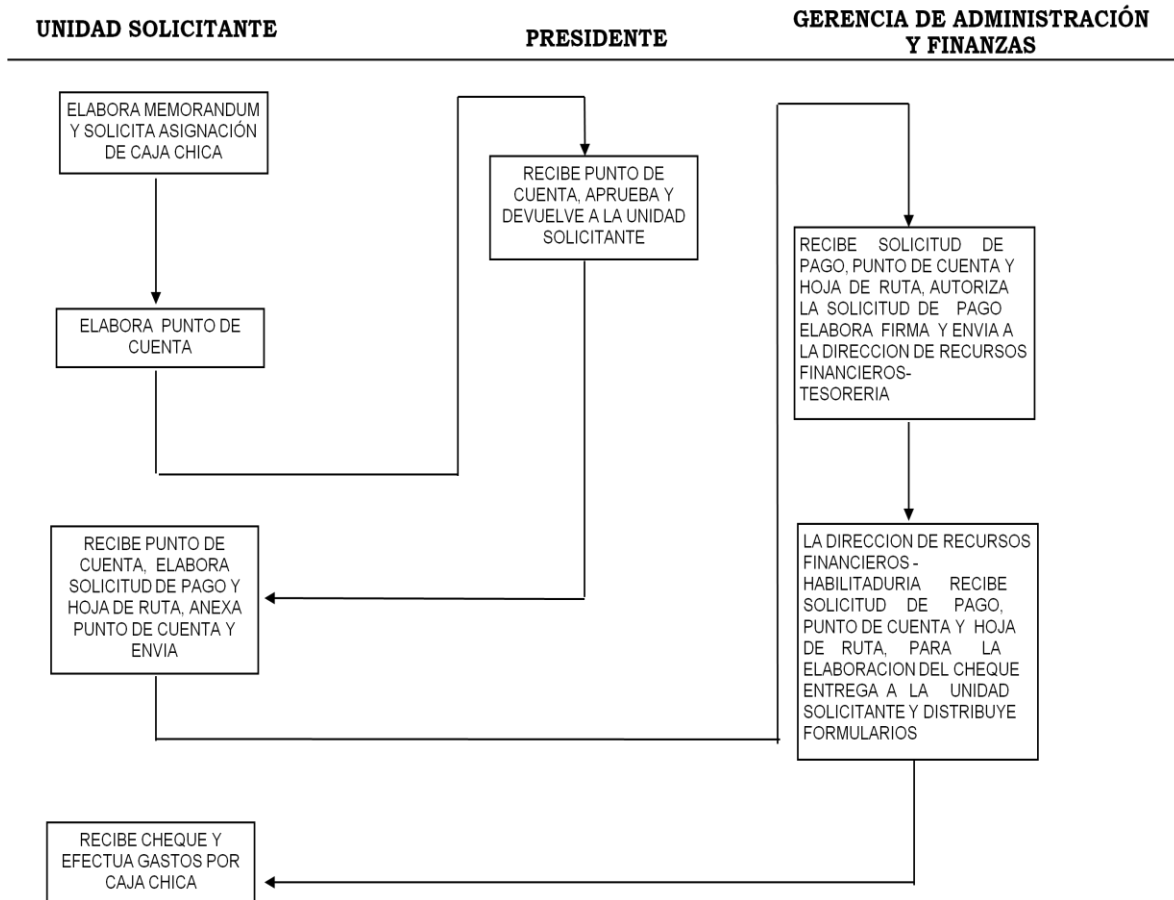 UNIDAD SOLICITANTE
PRESIDENTE
GERENCIA DE ADMINISTRACIÓN
Y FINANZAS
ELABORA MEMORANDUM
Y SOLICITA ASIGNACIÓN
DE CAJA CHICA
ELABORA PUNTO DE
CUENTA
RECIBE PUNTO DE
CUENTA, APRUEBA Y
DEVUELVE A LA UNIDAD
SOLICITANTE
RECIBE PUNTO DE
CUENTA, ELABORA
SOLICITUD DE PAGO Y
HOJA DE RUTA, ANEXA
PUNTO DE CUENTA Y
ENVIA
RECIBE SOLICITUD DE
PAGO, PUNTO DE CUENTA Y
HOJA DE RUTA, AUTORIZA
LA SOLICITUD DE PAGO
ELABORA FIRMA Y ENVIA A
LA DIRECCION DE RECURSOS
FINANCIEROS-
TESORERIA
LA DIRECCION DE RECURSOS
FINANCIEROS -
HABILITADURIA RECIBE
SOLICITUD DE PAGO,
PUNTO DE CUENTA Y HOJA
DE RUTA, PARA LA
ELABORACION DEL CHEQUE
ENTREGA A LA UNIDAD
SOLICITANTE Y DISTRIBUYE
FORMULARIOS
RECIBE CHEQUE Y
EFECTUA GASTOS POR
CAJA CHICA